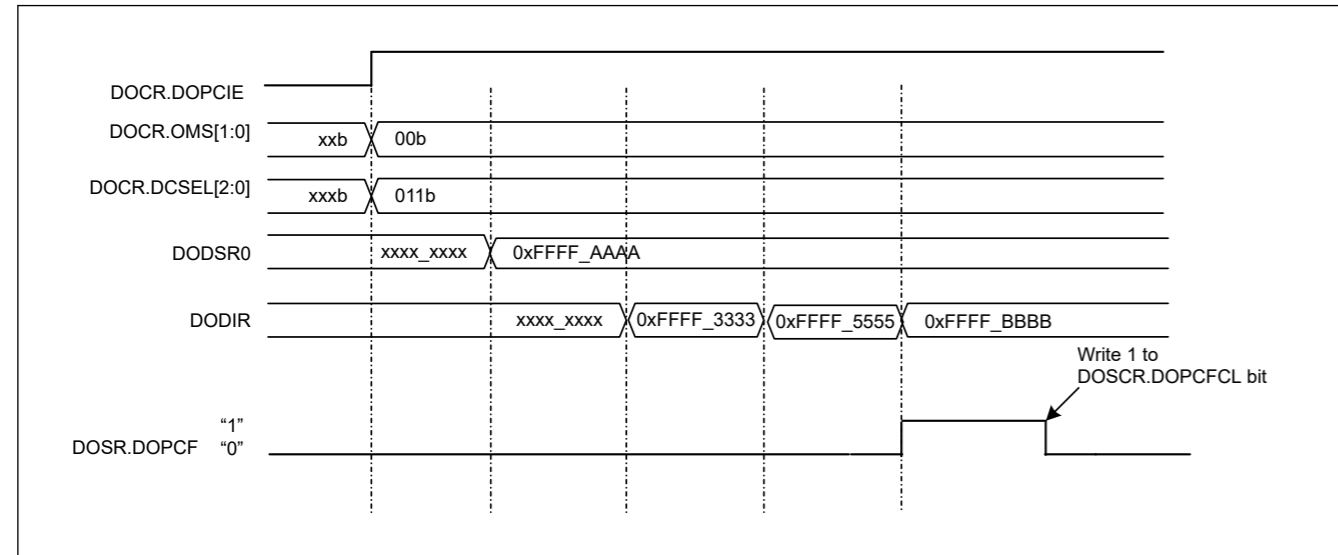 DOCR.DOPCIE
DOCR.OMS[1:0] xxb 00b
DOCR.DCSEL[2:0] xxxb 011b
DODSR0 xxxx_xxxx 0xFFFF_AAAA
DODIR xxxx_xxxx 0xFFFF_3333 0xFFFF_5555 0xFFFF_BBBB
Write 1 to
DOSCR.DOPCFCL bit
“1”
DOSR.DOPCF “0”